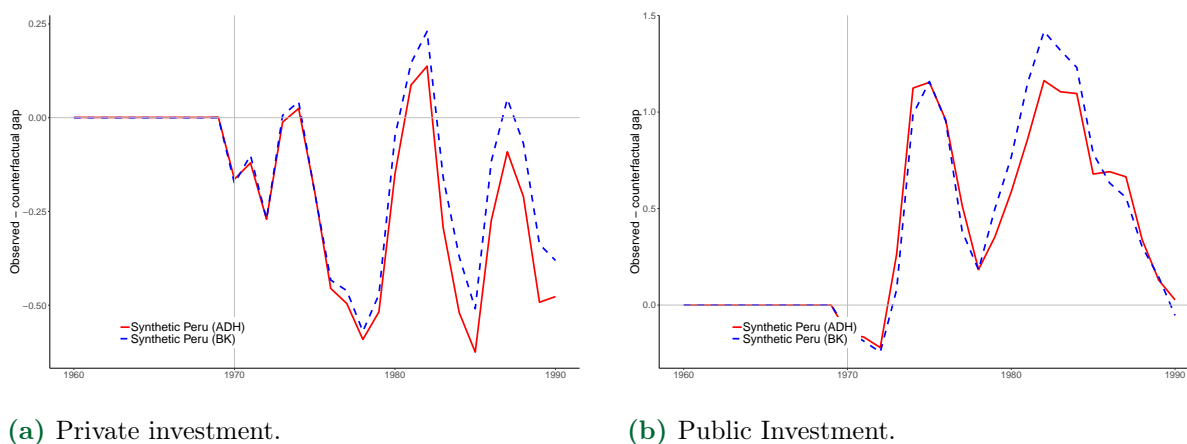 0.25
0.00
−0.25
−0.50
Observed − counterfactual gap
Synthetic Peru (ADH)
Synthetic Peru (BK)
1960
1970
1980
1990
(a) Private investment.
1.5
1.0
0.5
0.0
Observed − counterfactual gap
Synthetic Peru (ADH)
Synthetic Peru (BK)
1960
1970
1980
1990
(b) Public Investment.